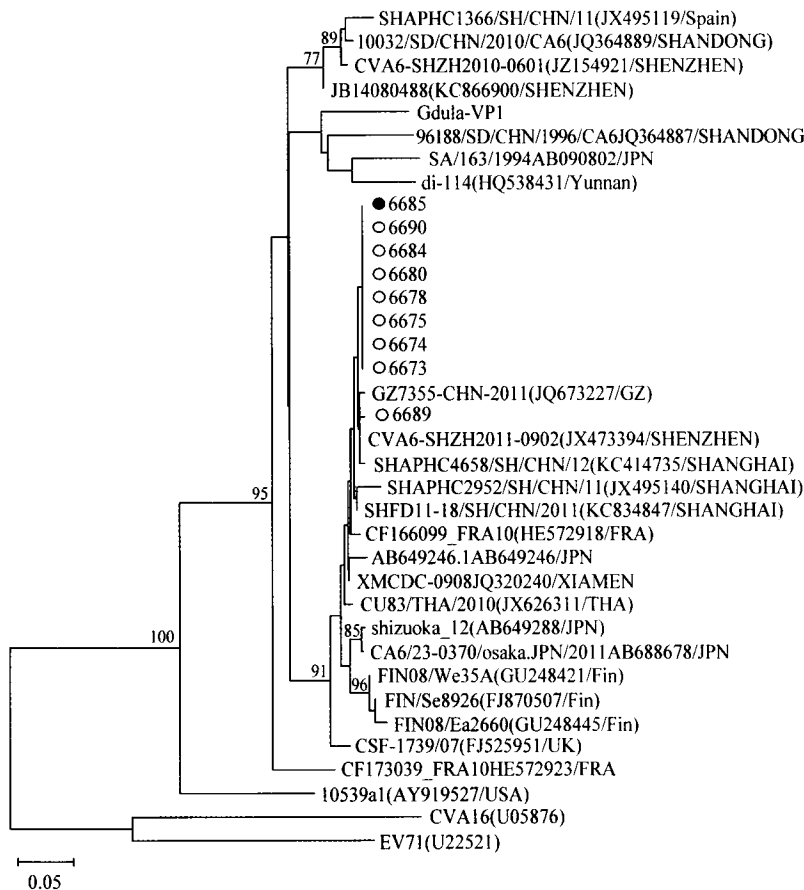 SHAPHC1366/SH/CHN/11(JX495119/Spain)
89
10032/SD/CHN/2010/CA6(JQ364889/SHANDONG)
77
CVA6-SHZH2010-0601(JZ154921/SHENZHEN)
JB14080488(KC866900/SHENZHEN)
Gdula-VP1
96188/SD/CHN/1996/CA6JQ364887/SHANDONG
SA/163/1994AB090802/JPN
di-114(HQ538431/Yunnan)
6685
6690
6684
6680
6678
6675
6674
6673
GZ7355-CHN-2011(JQ673227/GZ)
6689
CVA6-SHZH2011-0902(JX473394/SHENZHEN)
SHAPHC4658/SH/CHN/12(KC414735/SHANGHAI)
95
SHAPHC2952/SH/CHN/11(JX495140/SHANGHAI)
SHFD11-18/SH/CHN/2011(KC834847/SHANGHAI)
CF166099_FRA10(HE572918/FRA)
AB649246.1AB649246/JPN
XMCDC-0908JQ320240/XIAMEN
CU83/THA/2010(JX626311/THA)
100
85
shizuoka_12(AB649288/JPN)
CA6/23-0370/osaka.JPN/2011AB688678/JPN
91
96
FIN08/We35A(GU248421/Fin)
FIN/Se8926(FJ870507/Fin)
FIN08/Ea2660(GU248445/Fin)
CSF-1739/07(FJ525951/UK)
CF173039_FRA10HE572923/FRA
10539a1(AY919527/USA)
CVA16(U05876)
EV71(U22521)
0.05